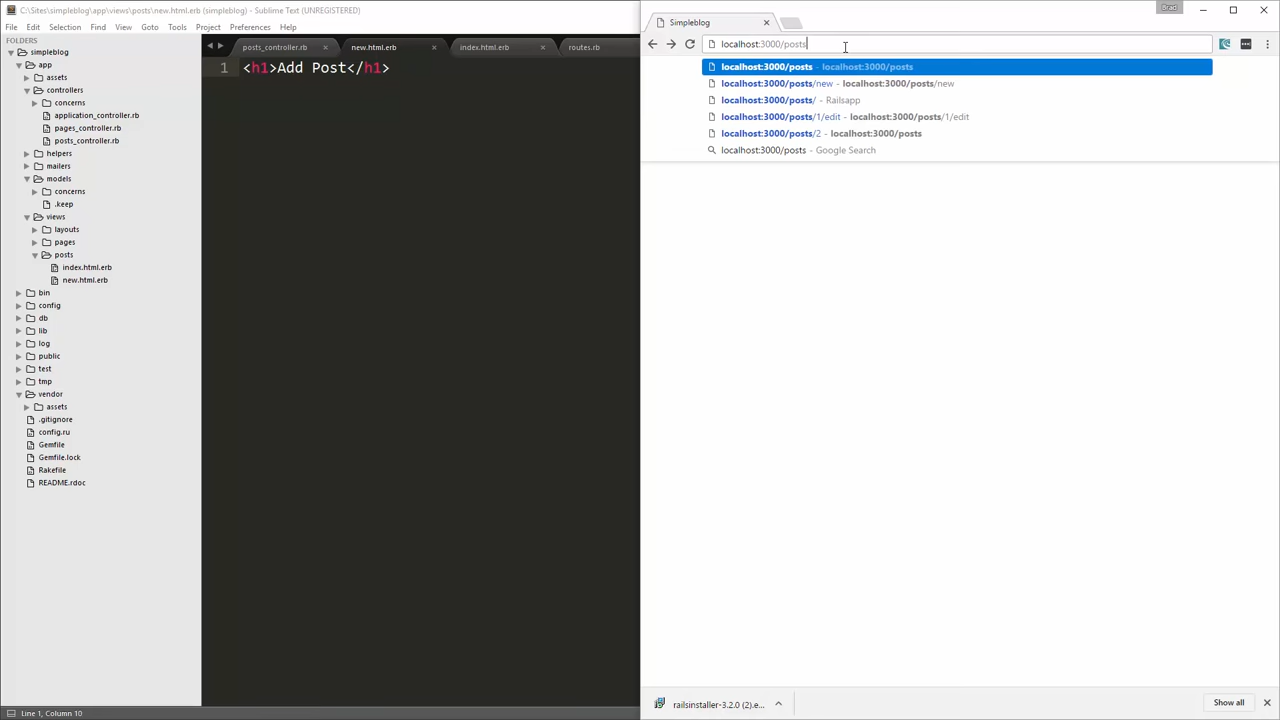 C:\Sites\simpleblog\app\views\posts\new.html.erb (simpleblog) - Sublime Text (UNREGISTERED)
File Edit Selection Find View Goto Tools Project Preferences Help
FOLDERS
simpleblog
app
assets
controllers
concerns
application_controller.rb
pages_controller.rb
posts_controller.rb
helpers
mailers
models
concerns
.keep
views
layouts
pages
posts
index.html.erb
new.html.erb
bin
config
db
lib
log
public
test
tmp
vendor
assets
.gitignore
config.ru
Gemfile
Gemfile.lock
Rakefile
README.rdoc
posts_controller.rb new.html.erb index.html.erb routes.rb
1 <h1>Add Post</h1>
Line 1, Column 10
Brad
Simpleblog
localhost:3000/posts
localhost:3000/posts - localhost:3000/posts
localhost:3000/posts/new - localhost:3000/posts/new
localhost:3000/posts/ - Railsapp
localhost:3000/posts/1/edit - localhost:3000/posts/1/edit
localhost:3000/posts/2 - localhost:3000/posts
localhost:3000/posts - Google Search
railsinstaller-3.2.0 (2).e...
Show all